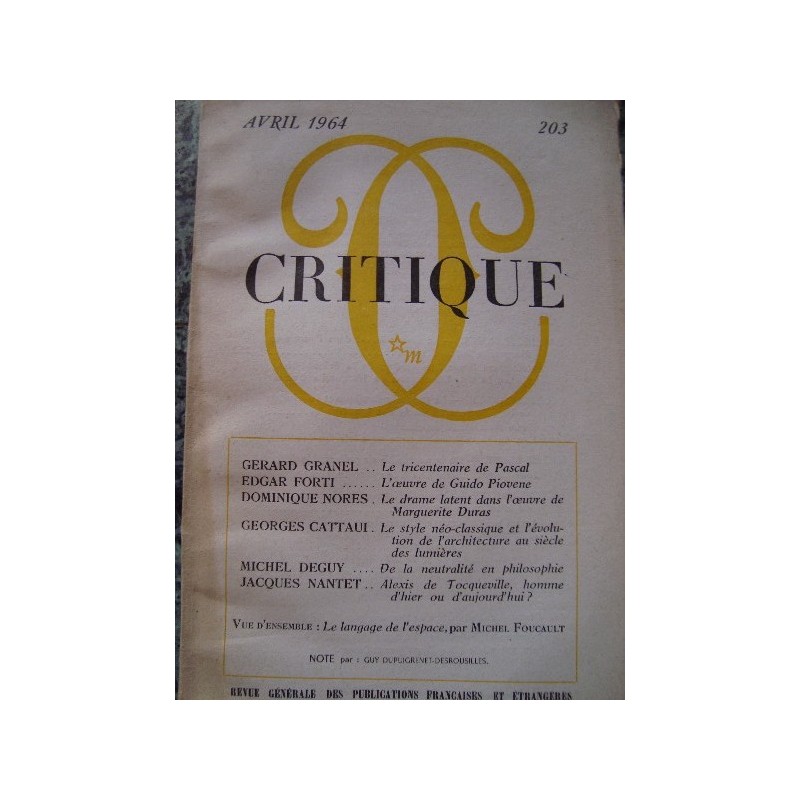 AVRIL 1964 203
CRITIQUE
☆m
GERARD GRANEL .. Le tricentenaire de Pascal
EDGAR FORTI ...... L'œuvre de Guido Piovene
DOMINIQUE NORES . Le drame latent dans l'œuvre de
Marguerite Duras
GEORGES CATTAUI . Le style néo-classique et l'évolu-
tion de l'architecture au siècle
des lumières
MICHEL DEGUY .... De la neutralité en philosophie
JACQUES NANTET .. Alexis de Tocqueville, homme
d'hier ou d'aujourd'hui ?
VUE D'ENSEMBLE : Le langage de l'espace, par MICHEL FOUCAULT
NOTE par : GUY DUPUIGRENET-DESROUSILLES.
REVUE GÉNÉRALE DES PUBLICATIONS FRANÇAISES ET ÉTRANGÈRES